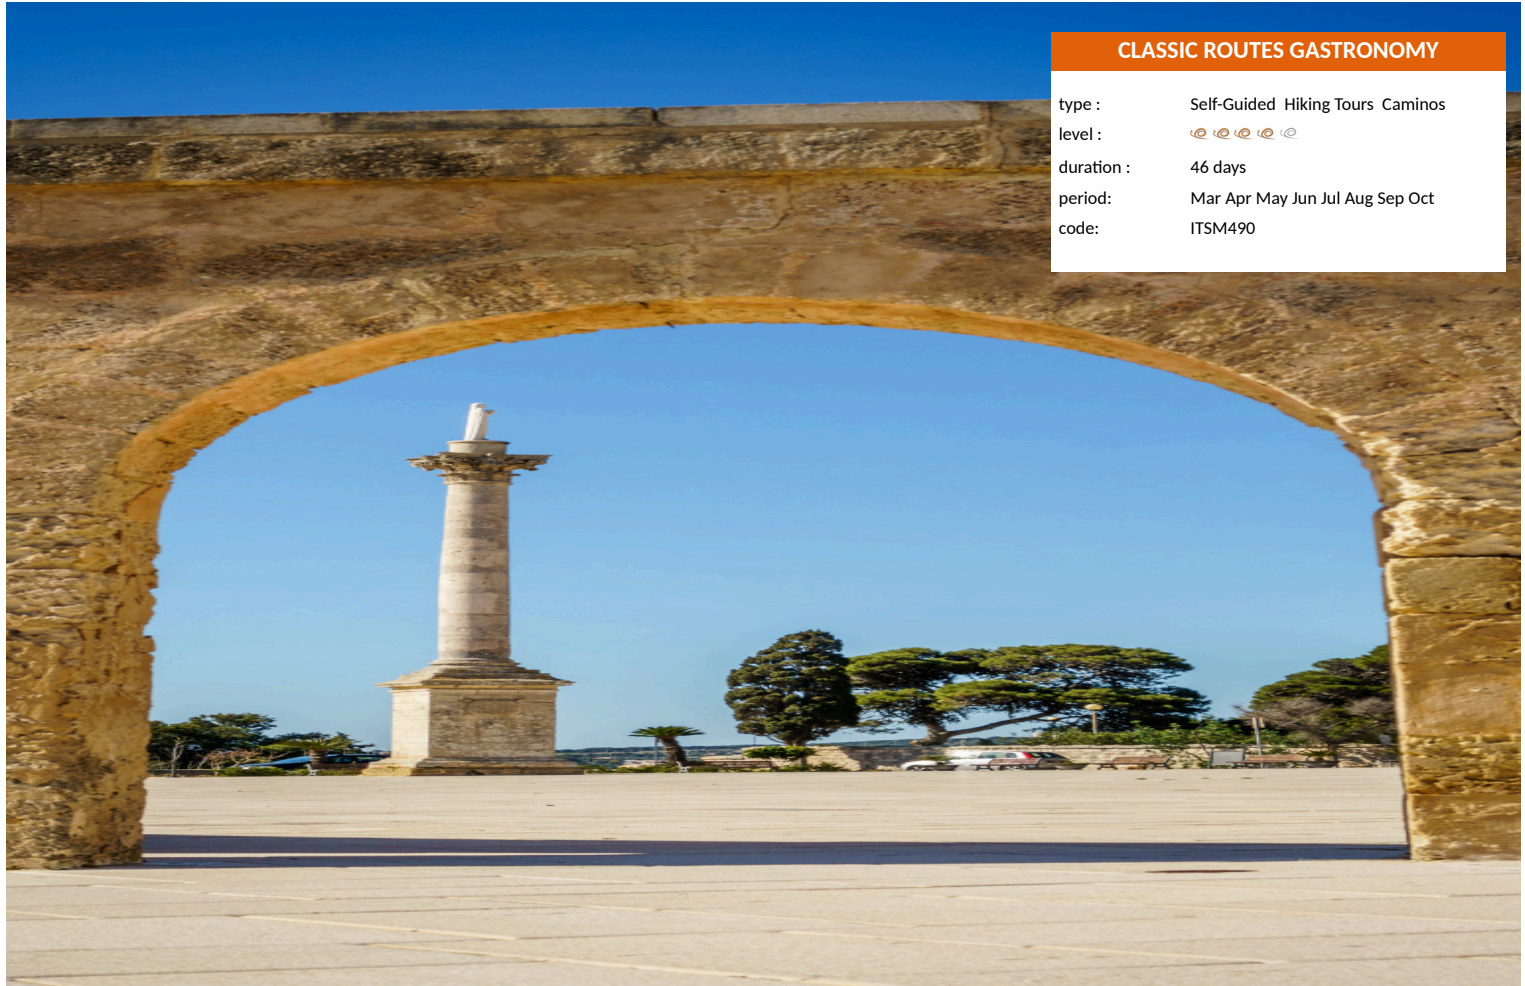 CLASSIC ROUTES GASTRONOMY
type : Self-Guided Hiking Tours Caminos
level :
duration : 46 days
period: Mar Apr May Jun Jul Aug Sep Oct
code: ITSM490